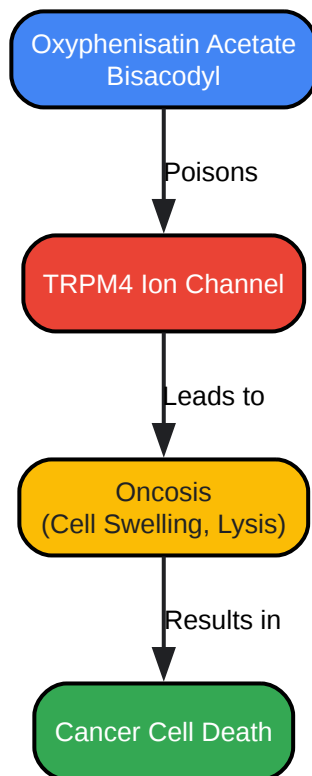 Oxyphenisatin Acetate
Bisacodyl
Poisons
TRPM4 Ion Channel
Leads to
Oncosis
(Cell Swelling, Lysis)
Results in
Cancer Cell Death